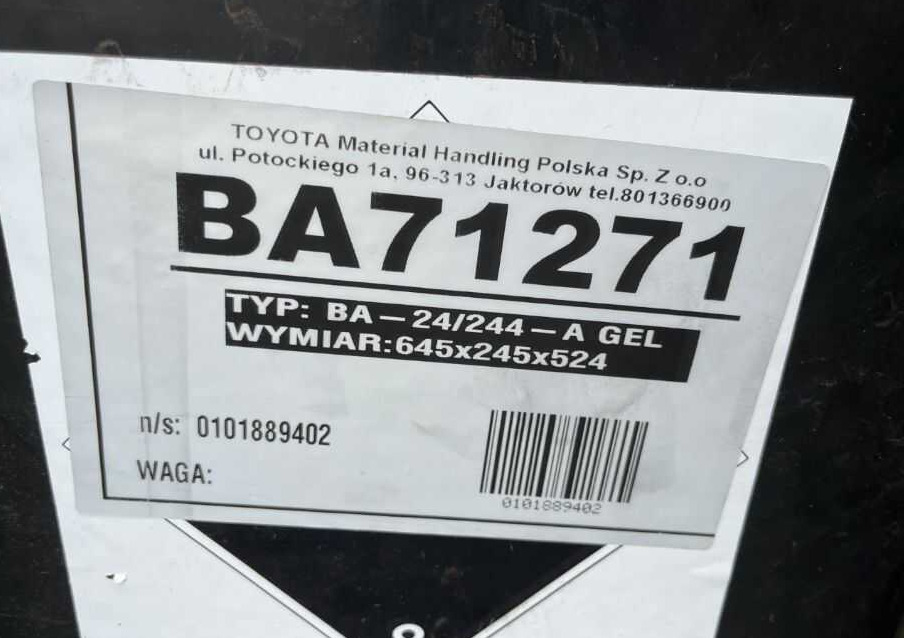 TOYOTA Material Handling Polska Sp. Z o.o
ul. Potockiego 1a, 96-313 Jaktorów tel.801366900
BA71271
TYP: BA – 24/244 – A GEL
WYMIAR:645x245x524
n/s: 0101889402
WAGA:
0101889402